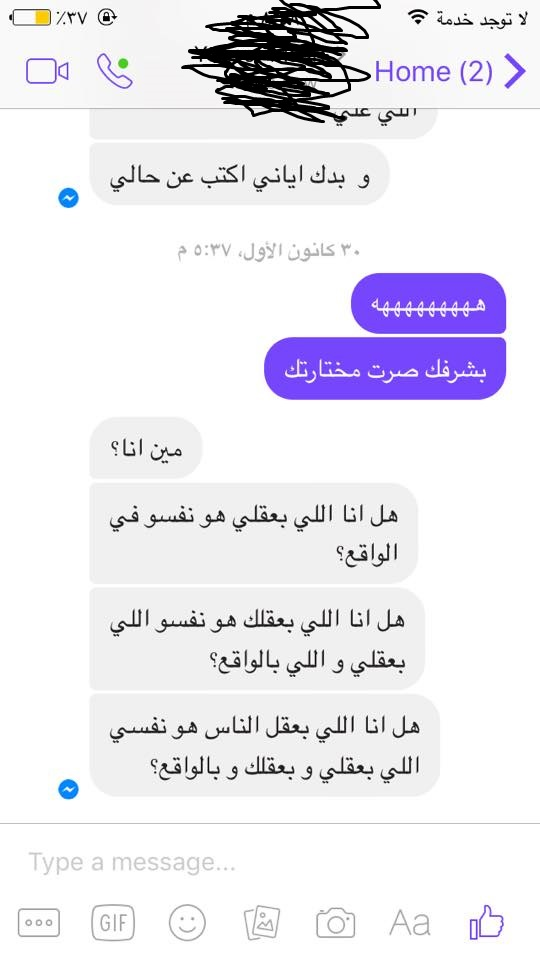 ٪٣٧ لا توجد خدمة
Home (2)
اللي علي
و بدك اياني اكتب عن حالي
٣٠ كانون الأول، ٥:٣٧ م
هههههههههه
بشرفك صرت مختارتك
مين انا؟
هل انا اللي بعقلي هو نفسو في
الواقع؟
هل انا اللي بعقلك هو نفسو اللي
بعقلي و اللي بالواقع؟
هل انا اللي بعقل الناس هو نفسي
اللي بعقلي و بعقلك و بالواقع؟
Type a message...
GIF
Aa